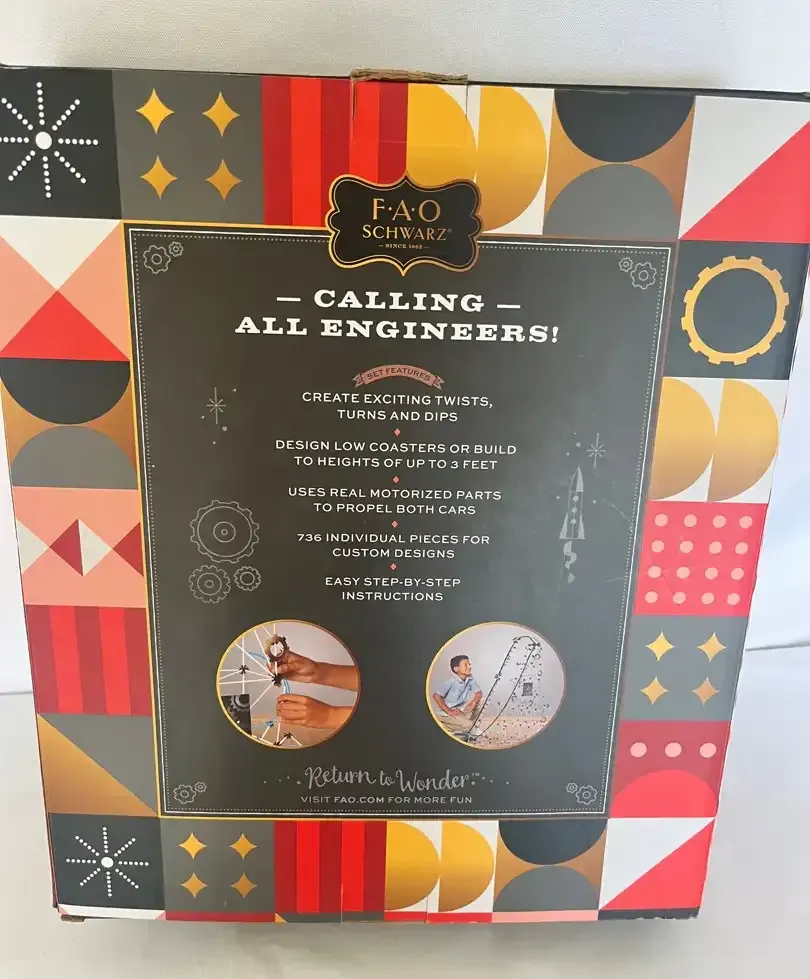 F·A·O
SCHWARZ®
– SINCE 1862 –
– CALLING –
ALL ENGINEERS!
SET FEATURES
CREATE EXCITING TWISTS,
TURNS AND DIPS
DESIGN LOW COASTERS OR BUILD
TO HEIGHTS OF UP TO 3 FEET
USES REAL MOTORIZED PARTS
TO PROPEL BOTH CARS
736 INDIVIDUAL PIECES FOR
CUSTOM DESIGNS
EASY STEP-BY-STEP
INSTRUCTIONS
Return to Wonder.™
VISIT FAO.COM FOR MORE FUN